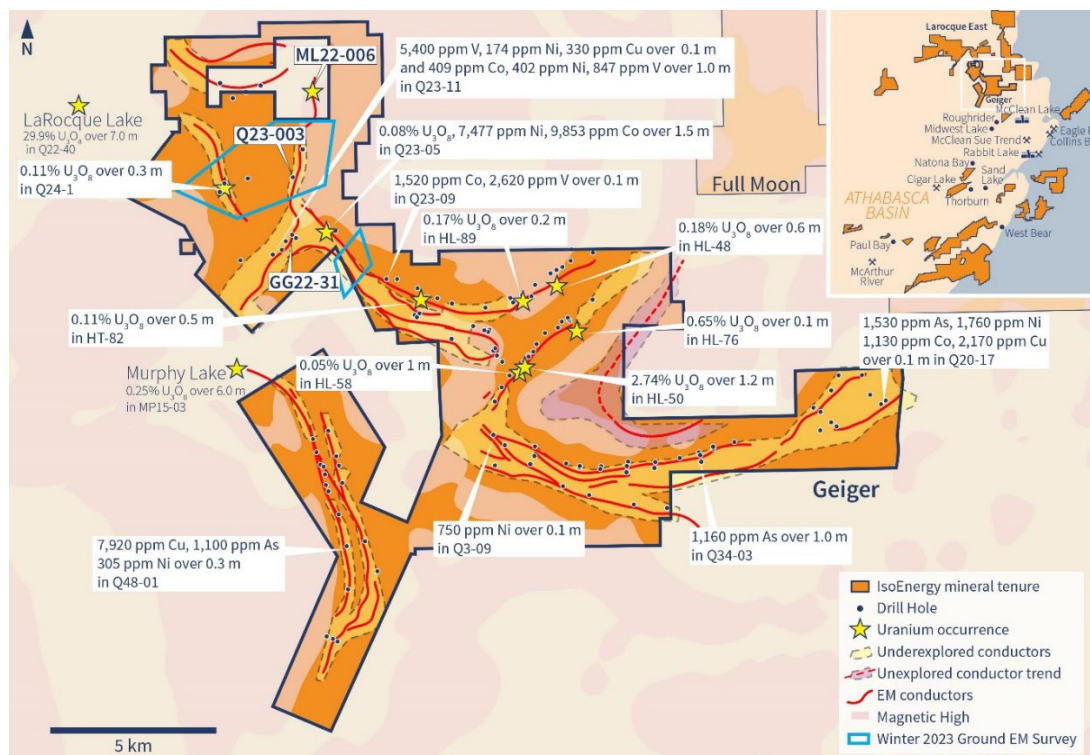 N
ML22-006
5,400 ppm V, 174 ppm Ni, 330 ppm Cu over 0.1 m
and 409 ppm Co, 402 ppm Ni, 847 ppm V over 1.0 m
in Q23-11
LaRocque Lake
29.9% U₃O₈ over 7.0 m
in Q22-40
Q23-003
0.08% U₃O₈, 7,477 ppm Ni, 9,853 ppm Co over 1.5 m
in Q23-05
0.11% U₃O₈ over 0.3 m
in Q24-1
1,520 ppm Co, 2,620 ppm V over 0.1 m
in Q23-09
Full Moon
0.17% U₃O₈ over 0.2 m
in HL-89
0.18% U₃O₈ over 0.6 m
in HL-48
GG22-31
0.11% U₃O₈ over 0.5 m
in HT-82
0.65% U₃O₈ over 0.1 m
in HL-76
1,530 ppm As, 1,760 ppm Ni
1,130 ppm Co, 2,170 ppm Cu
over 0.1 m in Q20-17
Murphy Lake
0.25% U₃O₈ over 6.0 m
in MP15-03
0.05% U₃O₈ over 1 m
in HL-58
2.74% U₃O₈ over 1.2 m
in HL-50
Geiger
750 ppm Ni over 0.1 m
in Q3-09
1,160 ppm As over 1.0 m
in Q34-03
7,920 ppm Cu, 1,100 ppm As
305 ppm Ni over 0.3 m
in Q48-01
5 km
IsoEnergy mineral tenure
Drill Hole
Uranium occurrence
Underexplored conductors
Unexplored conductor trend
EM conductors
Magnetic High
Winter 2023 Ground EM Survey
Larocque East
Geiger
McClean Lake
Roughrider
Midwest Lake
McClean Sue Trend
Eagle
Collins B
Rabbit Lake
Natona Bay
Sand
Lake
Cigar Lake
Thorburn
ATHABASCA
BASIN
West Bear
Paul Bay
McArthur
River